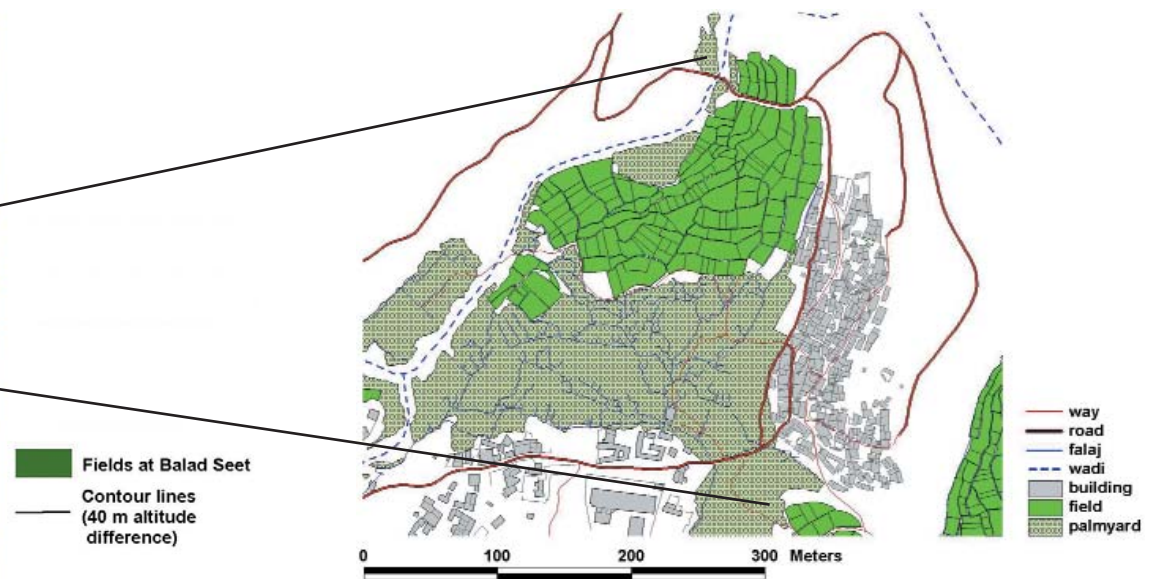 Fields at Balad Seet
Contour lines
(40 m altitude
difference)
0 100 200 300 Meters
way
road
falaj
wadi
building
field
palmyard